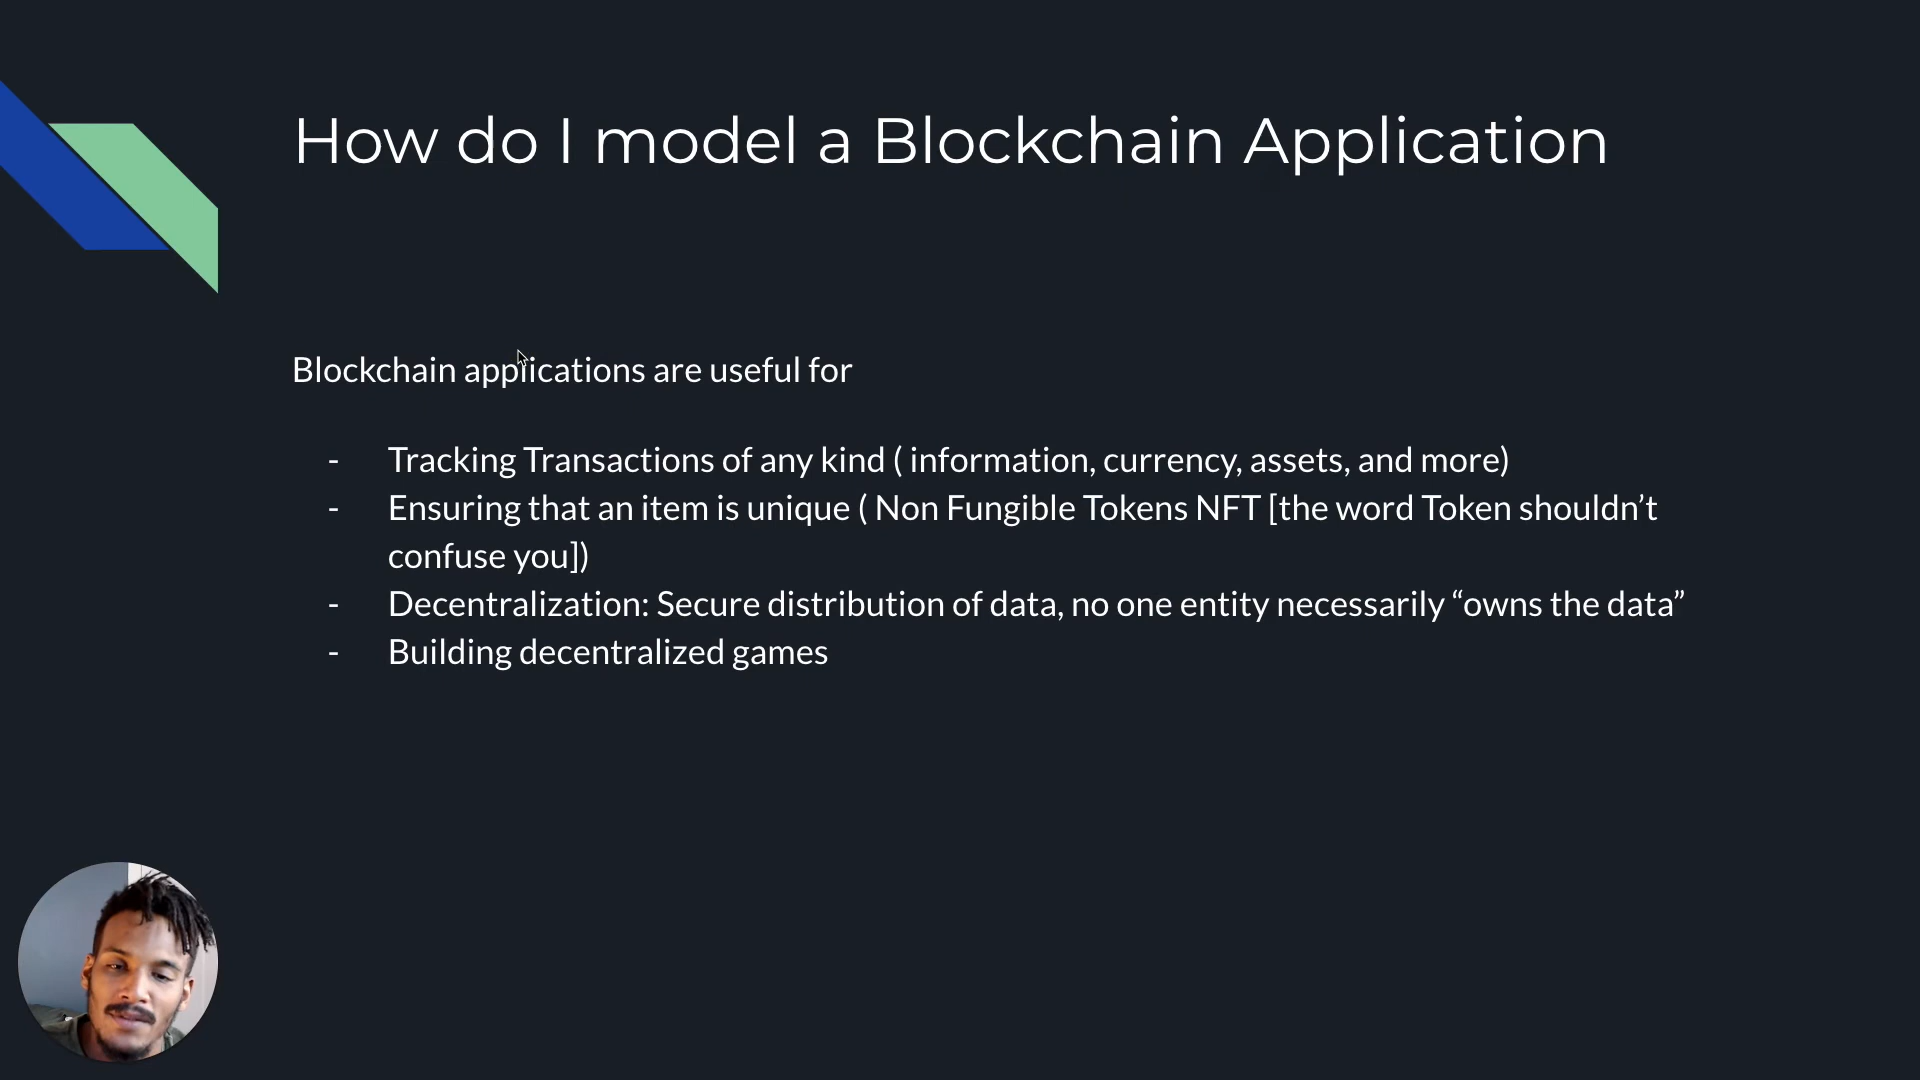 How do I model a Blockchain Application
Blockchain applications are useful for
- Tracking Transactions of any kind ( information, currency, assets, and more)
- Ensuring that an item is unique ( Non Fungible Tokens NFT [the word Token shouldn’t
confuse you])
- Decentralization: Secure distribution of data, no one entity necessarily “owns the data”
- Building decentralized games